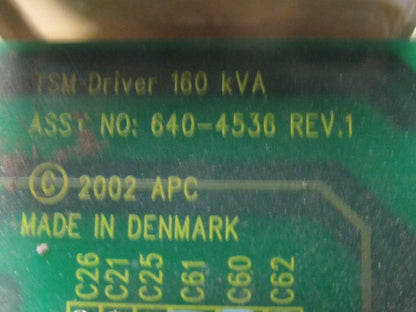 TSM-Driver 160 kVA
ASSY NO: 640-4536 REV.1
© 2002 APC
MADE IN DENMARK
C26
C21
C25
C61
C60
C62